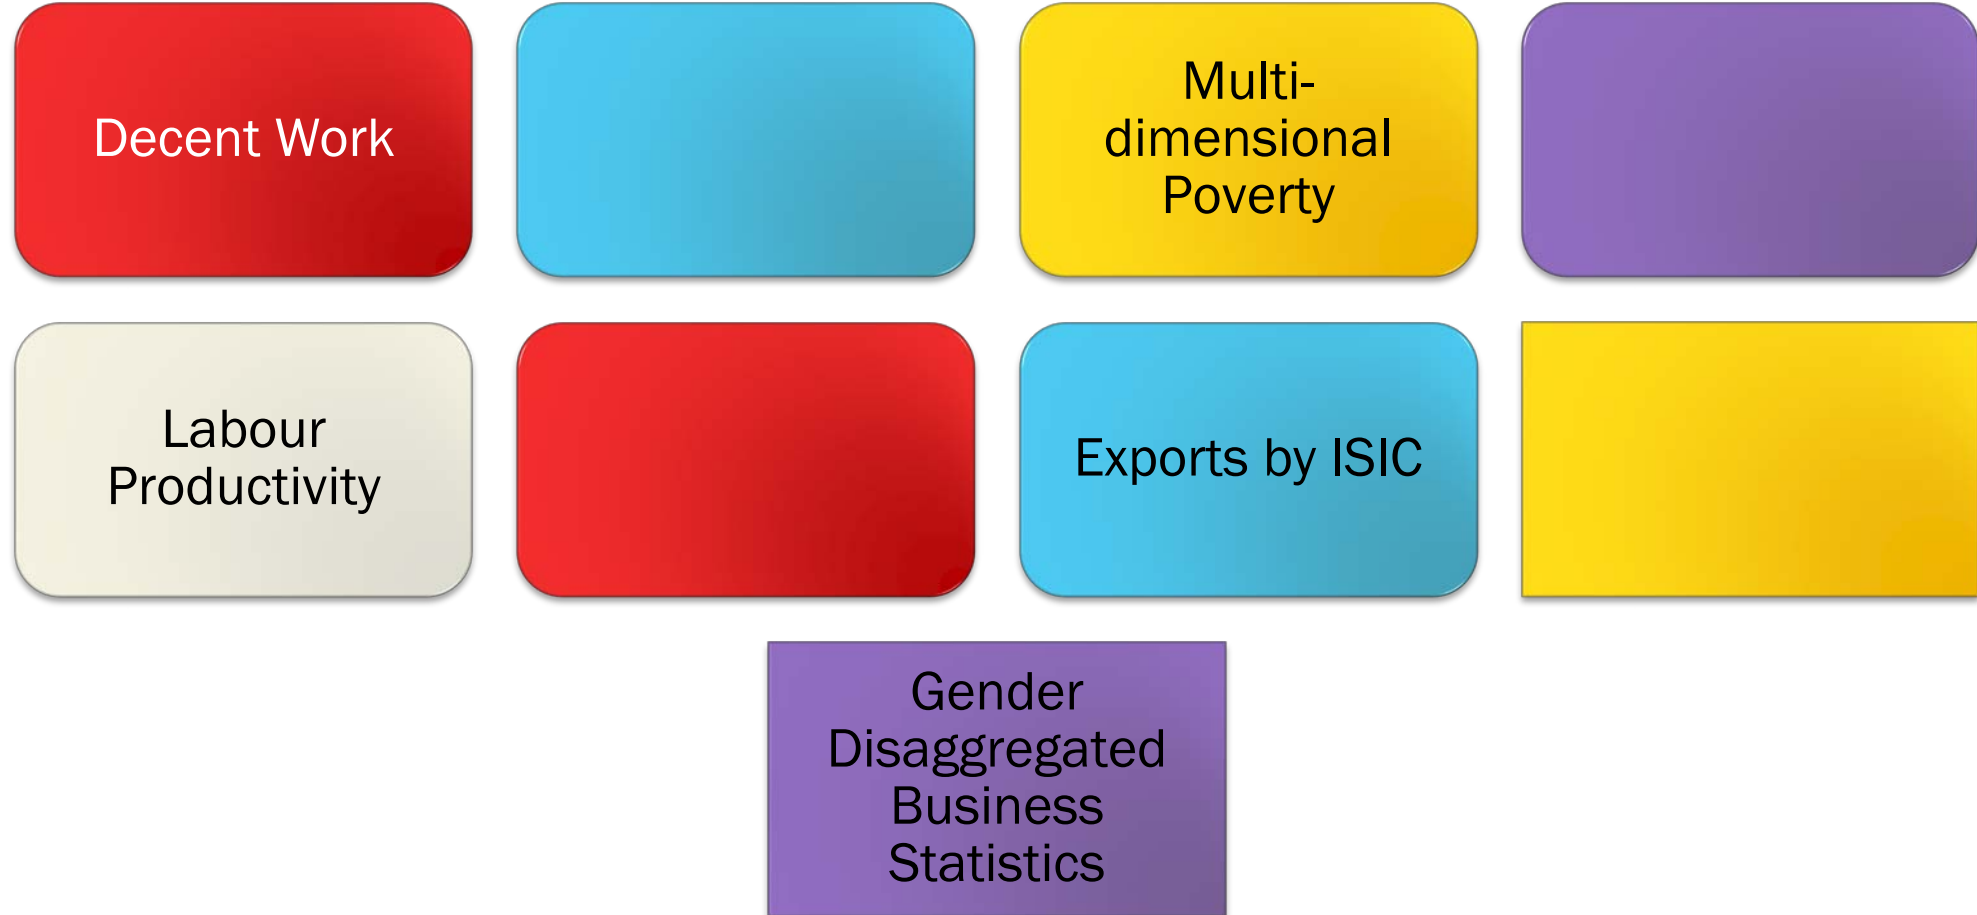 Decent Work
Multi-
dimensional
Poverty
Labour
Productivity
Exports by ISIC
Gender
Disaggregated
Business
Statistics